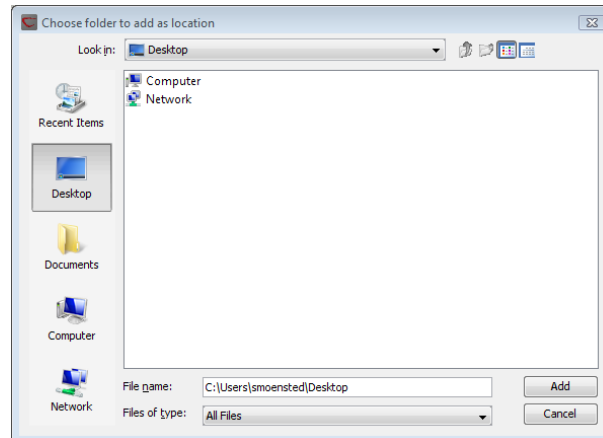 Choose folder to add as location
Look in: Desktop
Computer
Network
Recent Items
Desktop
Documents
Computer
Network
File name: C:\Users\smoensted\Desktop Add
Files of type: All Files Cancel